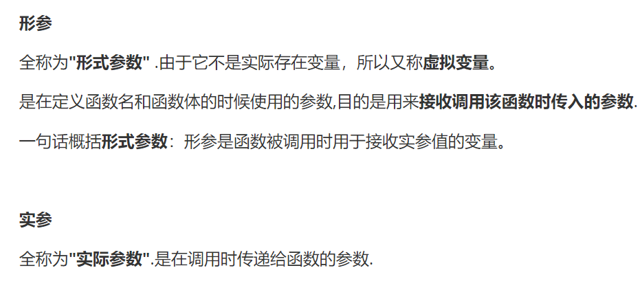 形参
全称为"形式参数" .由于它不是实际存在变量，所以又称虚拟变量。
是在定义函数名和函数体的时候使用的参数,目的是用来接收调用该函数时传入的参数.
一句话概括形式参数：形参是函数被调用时用于接收实参值的变量。
实参
全称为"实际参数".是在调用时传递给函数的参数.